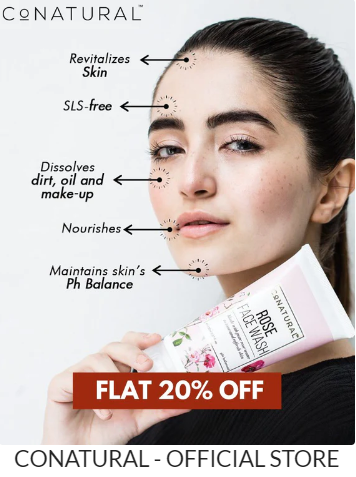 CoNATURAL™
Revitalizes
Skin
SLS-free
Dissolves
dirt, oil and
make-up
Nourishes
Maintains skin's
Ph Balance
CoNATURAL
ROSE
FACE WASH
FLAT 20% OFF
CONATURAL - OFFICIAL STORE